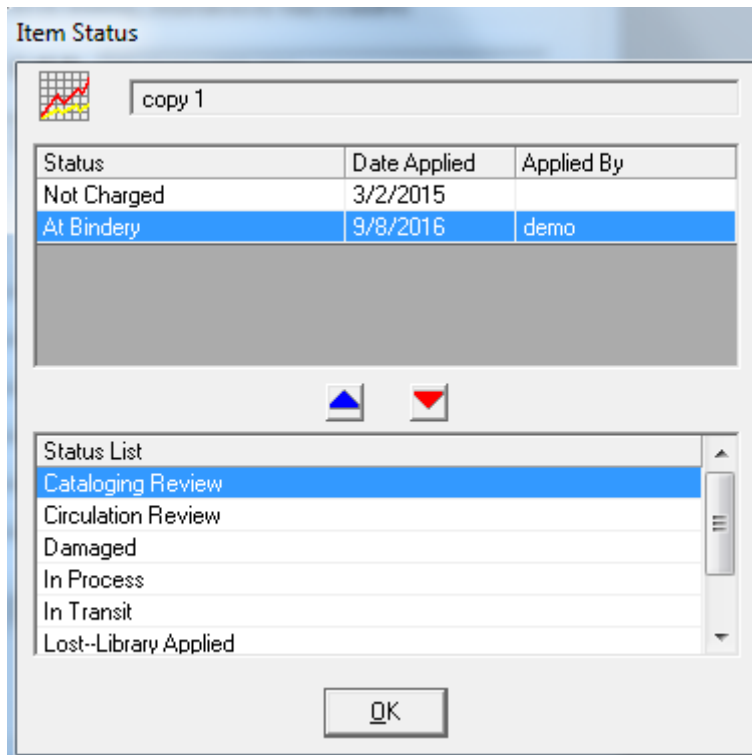 Item Status
copy 1
Status Date Applied Applied By
Not Charged 3/2/2015
At Bindery 9/8/2016 demo
Status List
Cataloging Review
Circulation Review
Damaged
In Process
In Transit
Lost--Library Applied
OK